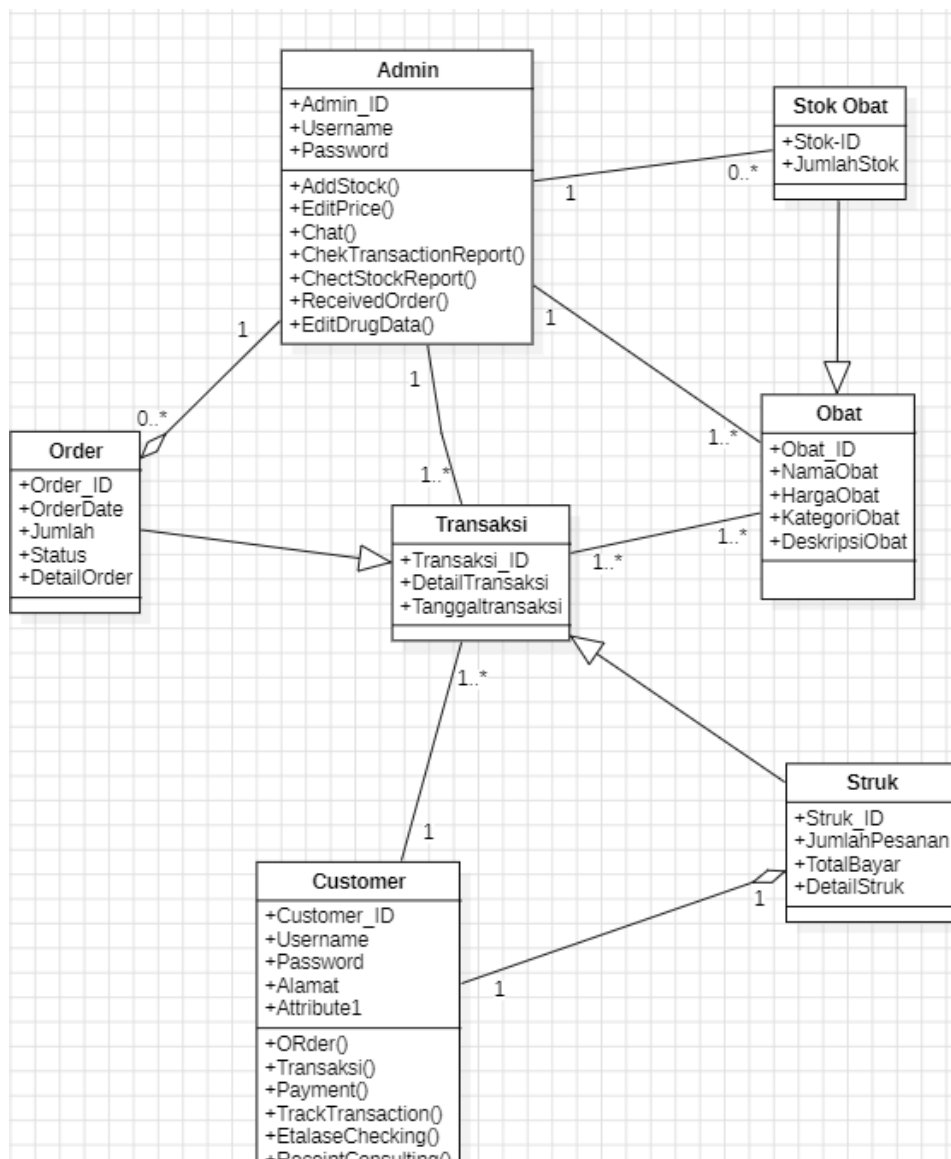 Admin
+Admin_ID
+Username
+Password
+AddStock()
+EditPrice()
+Chat()
+ChekTransactionReport()
+ChectStockReport()
+ReceivedOrder()
+EditDrugData()
Stok Obat
+Stok-ID
+JumlahStok
1
0..*
1
1..*
1
0..*
1
1..*
Order
+Order_ID
+OrderDate
+Jumlah
+Status
+DetailOrder
Transaksi
+Transaksi_ID
+DetailTransaksi
+Tanggaltransaksi
Obat
+Obat_ID
+NamaObat
+HargaObat
+KategoriObat
+DeskripsiObat
1..*
1..*
1..*
1
Struk
+Struk_ID
+JumlahPesanan
+TotalBayar
+DetailStruk
1
1
Customer
+Customer_ID
+Username
+Password
+Alamat
+Attribute1
+ORder()
+Transaksi()
+Payment()
+TrackTransaction()
+EtalaseChecking()
+ReceiptConsulting()